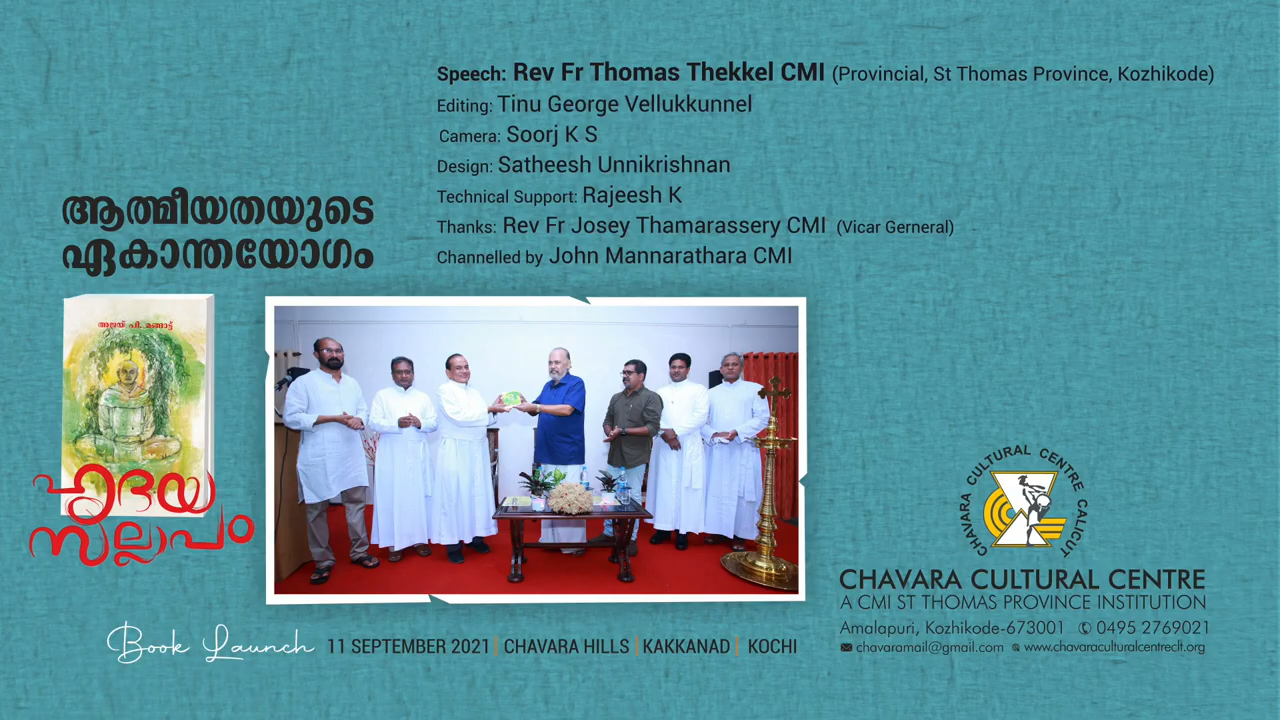 Speech: Rev Fr Thomas Thekkel CMI (Provincial, St Thomas Province, Kozhikode)
Editing: Tinu George Vellukkunnel
Camera: Soorj K S
Design: Satheesh Unnikrishnan
Technical Support: Rajeesh K
Thanks: Rev Fr Josey Thamarassery CMI (Vicar Gerneral)
Channelled by John Mannarathara CMI
ആത്മീയതയുടെ
ഏകാന്തയോഗം
അജയ് പി. മങ്ങാട്ട്
ഹൃദയ
സല്ലാപം
Book Launch 11 SEPTEMBER 2021| CHAVARA HILLS | KAKKANAD | KOCHI
CHAVARA CULTURAL CENTRE CALICUT
CHAVARA CULTURAL CENTRE
A CMI ST THOMAS PROVINCE INSTITUTION
Amalapuri, Kozhikode-673001 0495 2769021
chavaramail@gmail.com www.chavaraculturalcentreclt.org